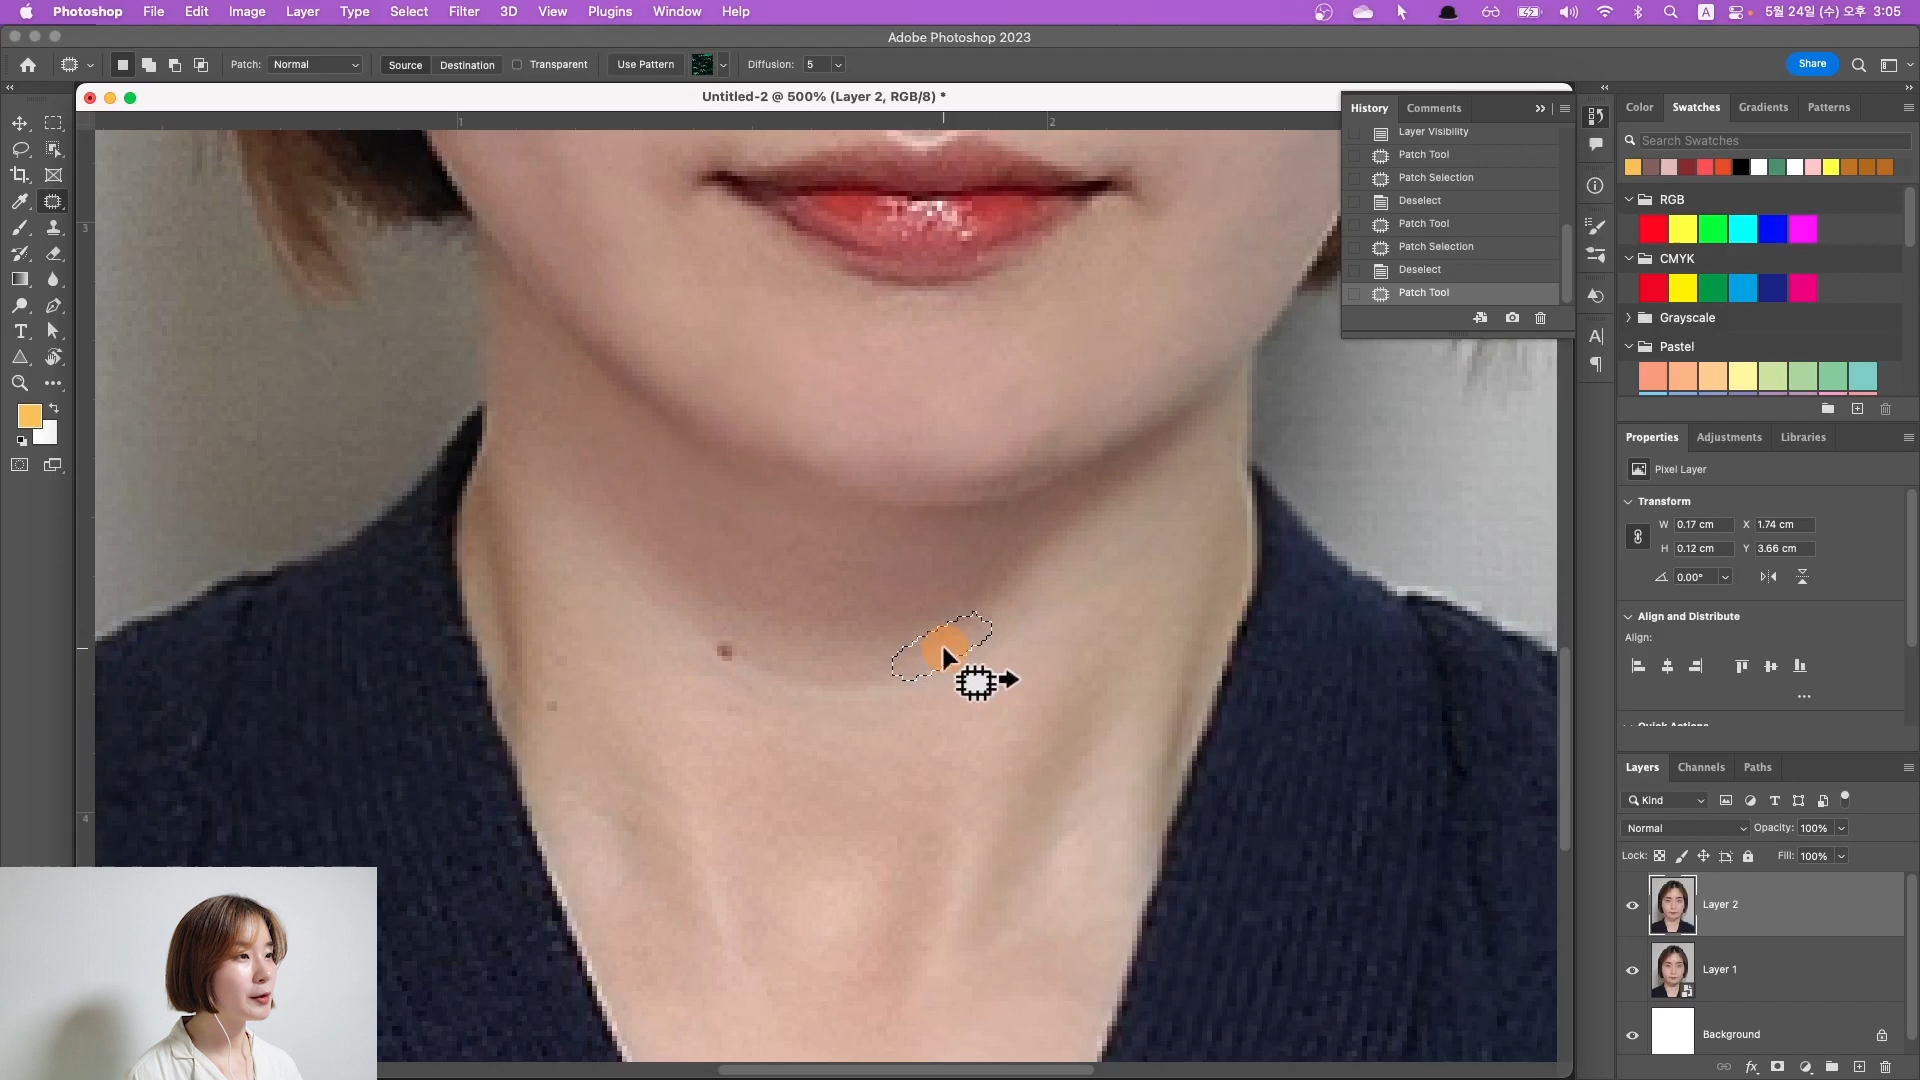 Photoshop File Edit Image Layer Type Select Filter 3D View Plugins Window Help A 5월 24일 (수) 오후 3:05
Adobe Photoshop 2023
Patch: Normal Source Destination Transparent Use Pattern Diffusion: 5 Share
Untitled-2 @ 500% (Layer 2, RGB/8) *
1 2
3
4
History Comments
Layer Visibility
Patch Tool
Patch Selection
Deselect
Patch Tool
Patch Selection
Deselect
Patch Tool
Color Swatches Gradients Patterns
Search Swatches
RGB
CMYK
Grayscale
Pastel
Properties Adjustments Libraries
Pixel Layer
Transform
W 0.17 cm X 1.74 cm
H 0.12 cm Y 3.66 cm
0.00°
Align and Distribute
Align:
Quick Actions
Layers Channels Paths
Kind
Normal Opacity: 100%
Lock: Fill: 100%
Layer 2
Layer 1
Background
fx